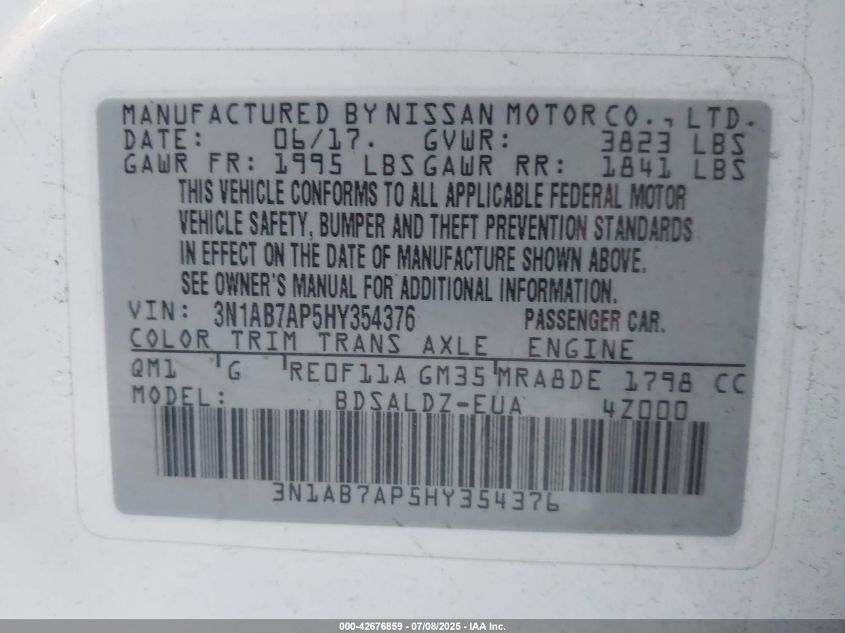 MANUFACTURED BY NISSAN MOTOR CO., LTD.
DATE: 06/17. GVWR: 3823 LBS
GAWR FR: 1995 LBS GAWR RR: 1841 LBS
THIS VEHICLE CONFORMS TO ALL APPLICABLE FEDERAL MOTOR
VEHICLE SAFETY, BUMPER AND THEFT PREVENTION STANDARDS
IN EFFECT ON THE DATE OF MANUFACTURE SHOWN ABOVE.
SEE OWNER'S MANUAL FOR ADDITIONAL INFORMATION.
VIN: 3N1AB7AP5HY354376 PASSENGER CAR.
COLOR TRIM TRANS AXLE ENGINE
QM1 G RE0F11A GM35 MRA8DE 1798 CC
MODEL: BDSALDZ-EUA 4Z000
3N1AB7AP5HY354376
000-42676859 - 07/08/2025 - IAA Inc.